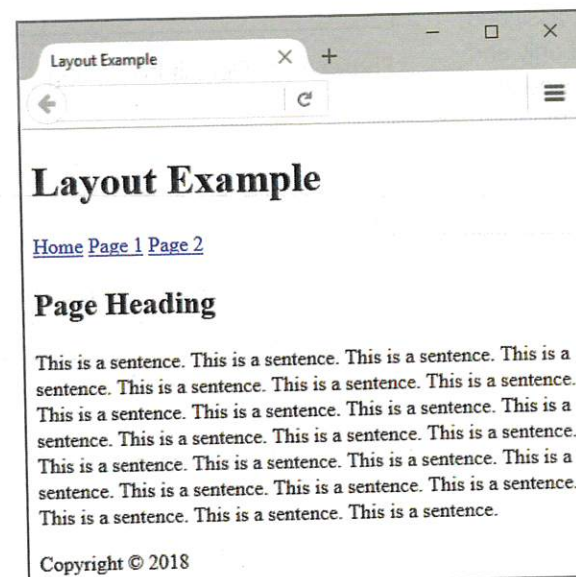 Layout Example
Layout Example
Home Page 1 Page 2
Page Heading
This is a sentence. This is a sentence. This is a sentence. This is a
sentence. This is a sentence. This is a sentence. This is a sentence.
This is a sentence. This is a sentence. This is a sentence. This is a
sentence. This is a sentence. This is a sentence. This is a sentence.
This is a sentence. This is a sentence. This is a sentence. This is a
sentence. This is a sentence. This is a sentence. This is a sentence.
This is a sentence. This is a sentence. This is a sentence.
Copyright © 2018